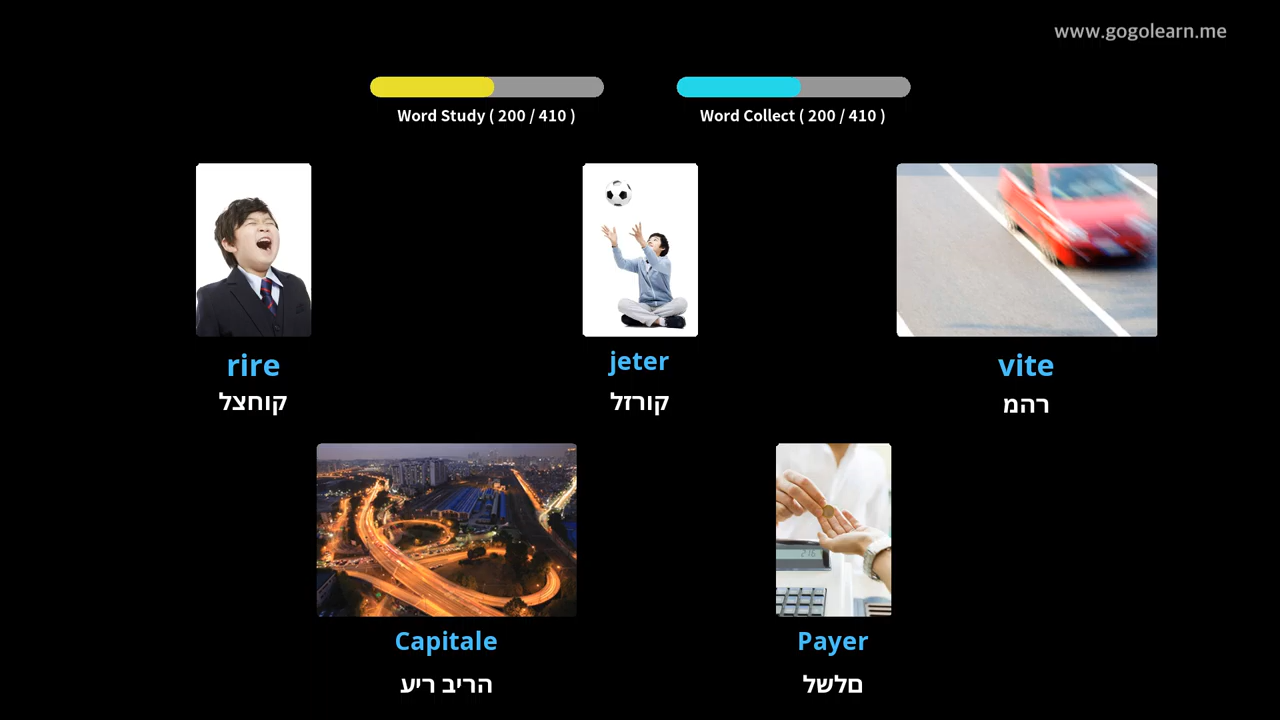 www.gogolearn.me
Word Study ( 200 / 410 )
Word Collect ( 200 / 410 )
rire
jeter
vite
קוחצל
קורזל
רהמ
Capitale
Payer
הריב ריע
םלשל